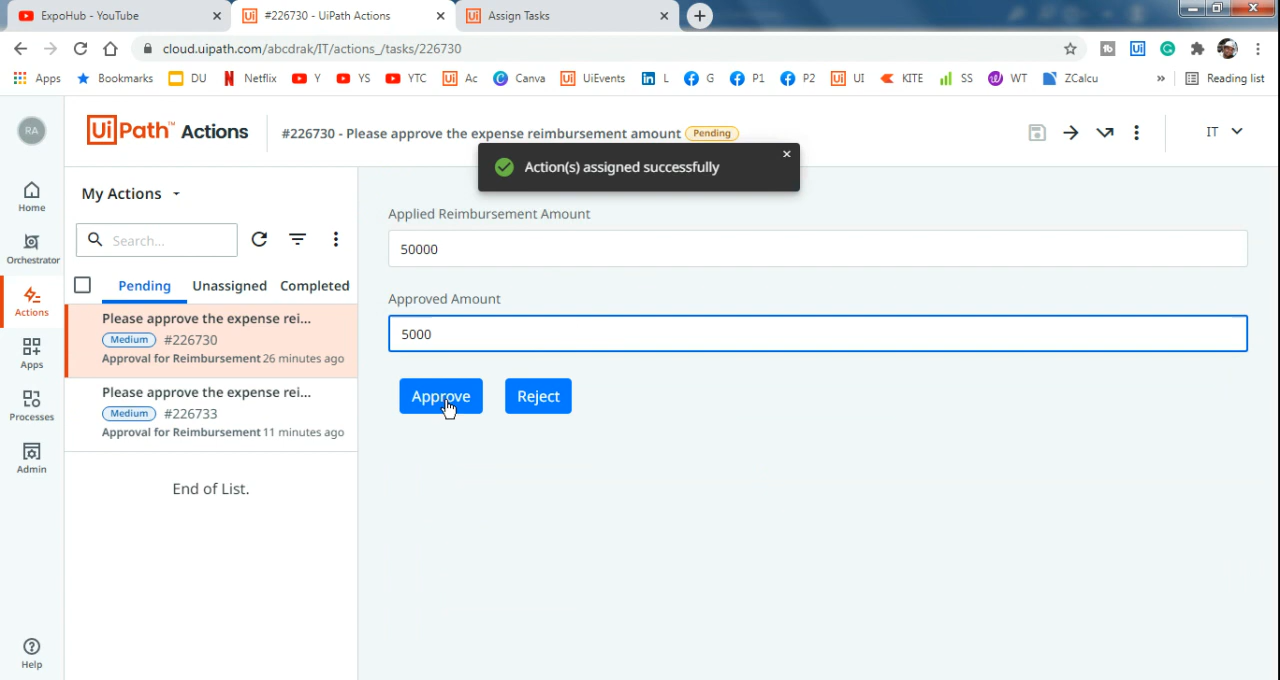 ExpoHub - YouTube
#226730 - UiPath Actions
Assign Tasks
cloud.uipath.com/abcdrak/IT/actions_/tasks/226730
Apps
Bookmarks
DU
Netflix
Y
YS
YTC
Ac
Canva
UiEvents
L
G
P1
P2
UI
KITE
SS
WT
ZCalcu
»
Reading list
RA
UiPath™ Actions
#226730 - Please approve the expense reimbursement amount
Pending
IT
Action(s) assigned successfully
Home
Orchestrator
Actions
Apps
Processes
Admin
Help
My Actions
Search...
Pending
Unassigned
Completed
Please approve the expense rei...
Medium #226730
Approval for Reimbursement 26 minutes ago
Please approve the expense rei...
Medium #226733
Approval for Reimbursement 11 minutes ago
End of List.
Applied Reimbursement Amount
50000
Approved Amount
5000
Approve
Reject